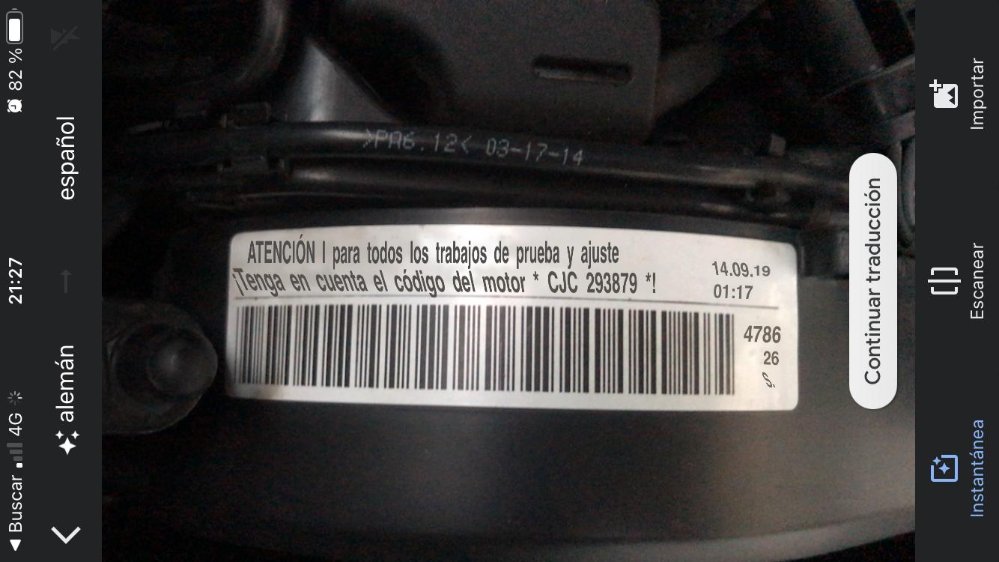 ◀ Buscar 4G 21:27 82 %
alemán → español
>PA6.12< 03-17-14
ATENCIÓN I para todos los trabajos de prueba y ajuste
¡Tenga en cuenta el código del motor * CJC 293879 *!
14.09.19
01:17
4786
26
Continuar traducción
Instantánea
Escanear
Importar